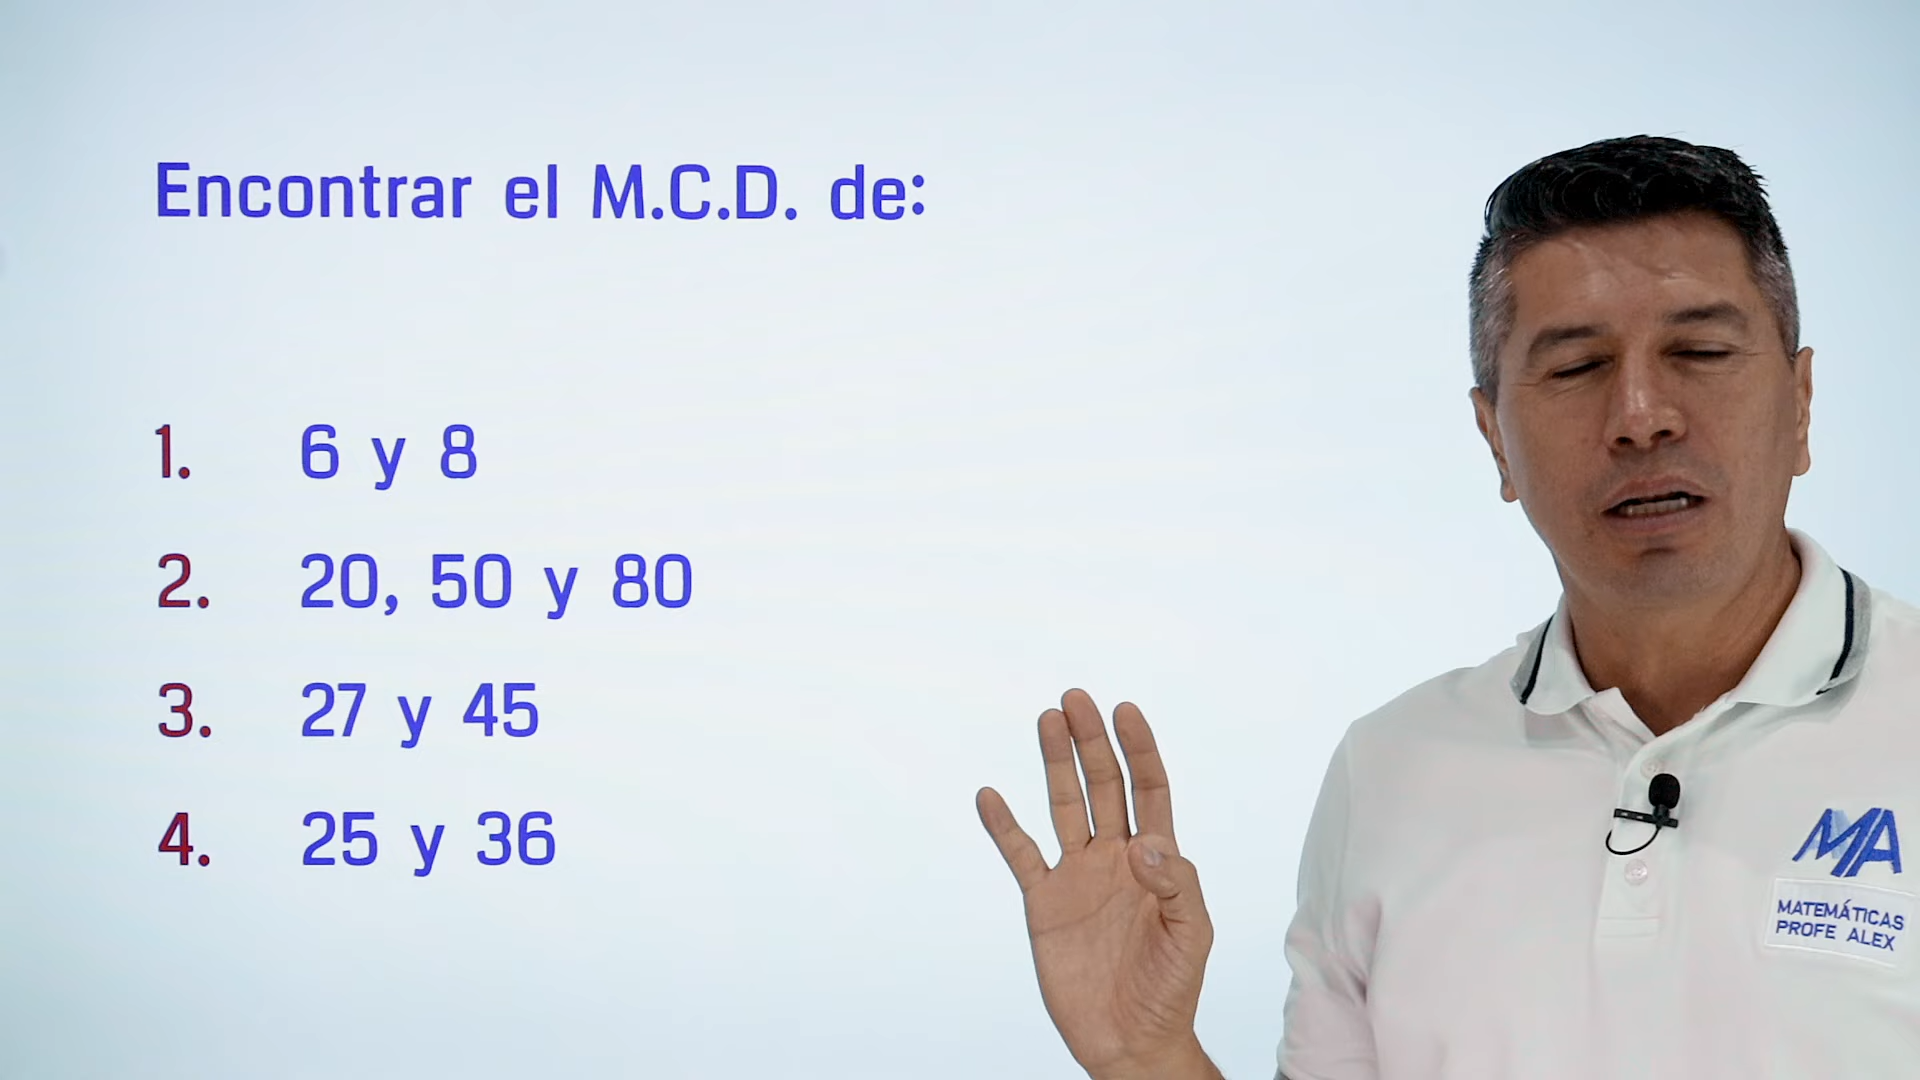 Encontrar el M.C.D. de:
1. 6 y 8
2. 20, 50 y 80
3. 27 y 45
4. 25 y 36
MA
MATEMÁTICAS
PROFE ALEX